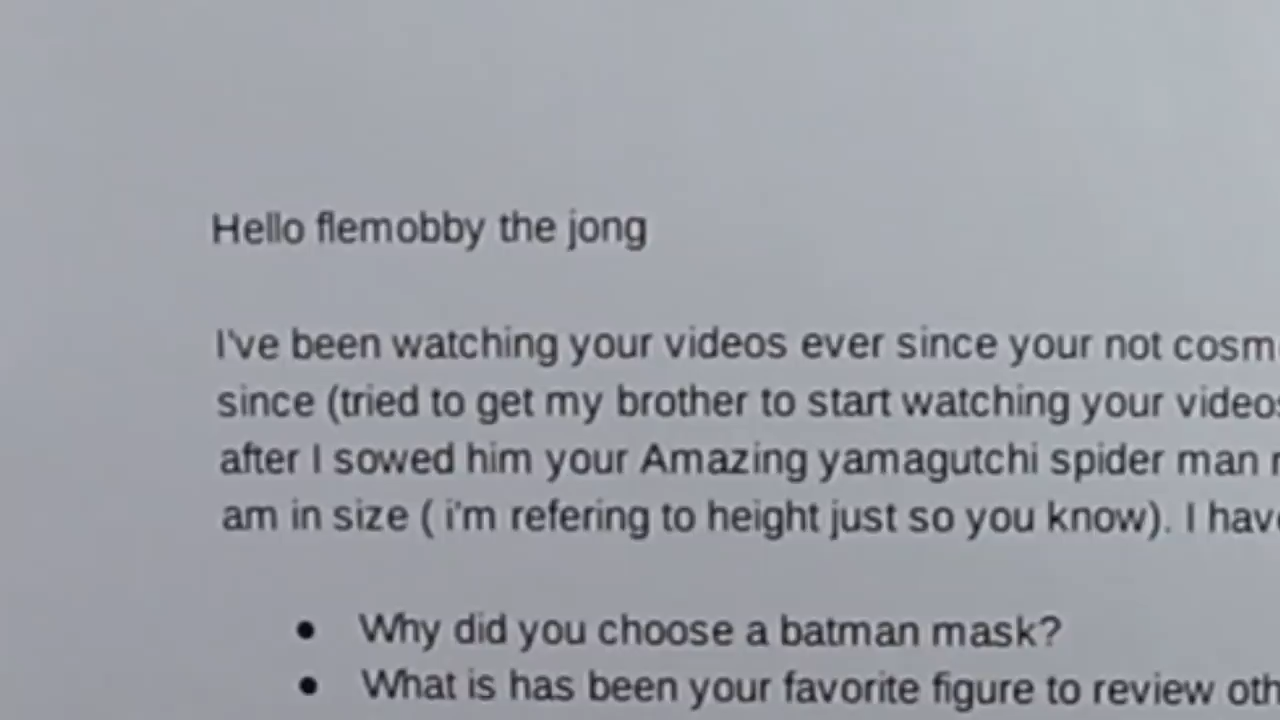 Hello flemobby the jong
I've been watching your videos ever since your not cosm
since (tried to get my brother to start watching your videos
after I sowed him your Amazing yamagutchi spider man r
am in size ( i'm refering to height just so you know). I have
• Why did you choose a batman mask?
• What is has been your favorite figure to review oth